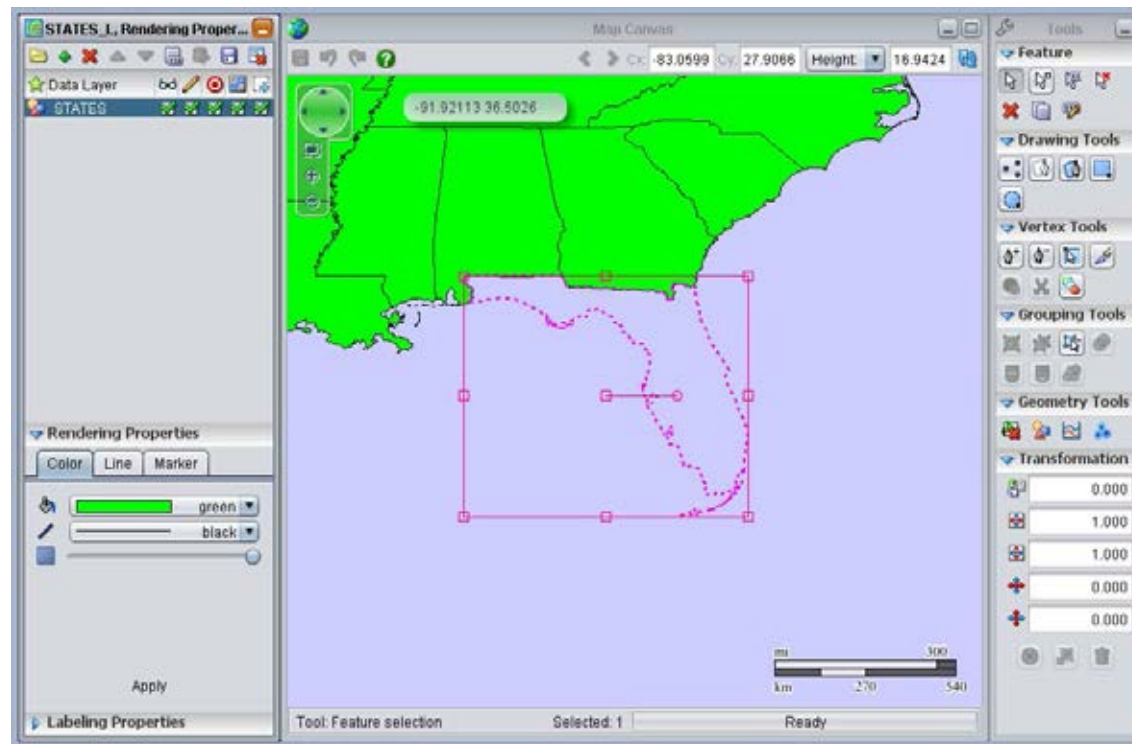 STATES_L, Rendering Proper...
Data Layer
STATES
Rendering Properties
Color Line Marker
green
black
Apply
Labeling Properties
Map Canvas
Cx: -83.0599 Cy: 27.9066 Height 16.9424
-91.92113 36.5026
mi 300
km 270 540
Tool: Feature selection Selected: 1 Ready
Tools
Feature
Drawing Tools
Vertex Tools
Grouping Tools
Geometry Tools
Transformation
0.000
1.000
1.000
0.000
0.000